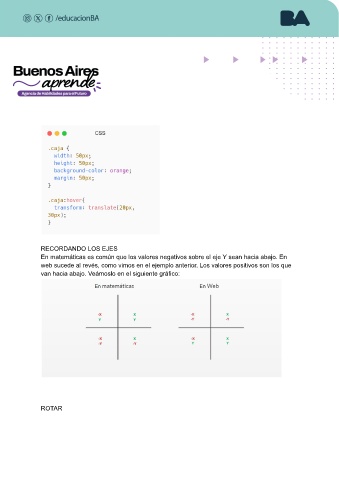 /educacionBA
BA
Buenos Aires
aprende
Agencia de Habilidades para el Futuro
CSS
.caja {
width: 50px;
height: 50px;
background-color: orange;
margin: 50px;
}
.caja:hover{
transform: translate(20px,
30px);
}
RECORDANDO LOS EJES
En matemáticas es común que los valores negativos sobre el eje Y sean hacia abajo. En
web sucede al revés, como vimos en el ejemplo anterior. Los valores positivos son los que
van hacia abajo. Veámoslo en el siguiente gráfico:
En matemáticas En Web
-X X -X X
Y Y -Y -Y
-X X -X X
-Y -Y Y Y
ROTAR